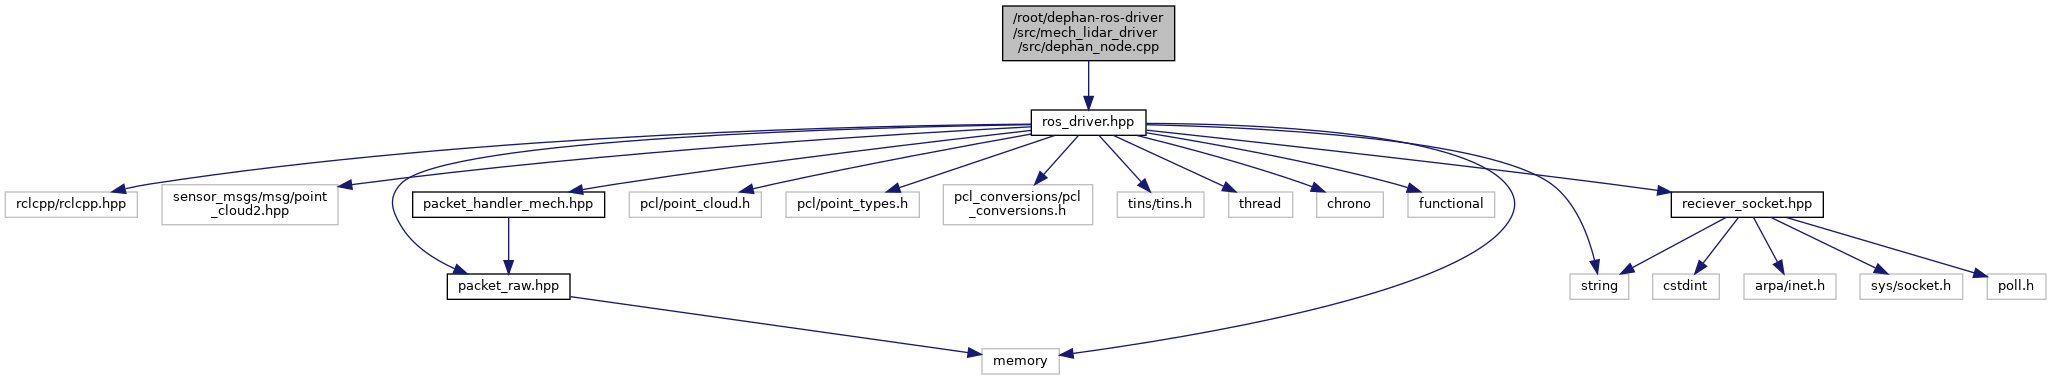 /root/dephan-ros-driver
/src/mech_lidar_driver
/src/dephan_node.cpp
ros_driver.hpp
rclcpp/rclcpp.hpp
sensor_msgs/msg/point
_cloud2.hpp
packet_handler_mech.hpp
pcl/point_cloud.h
pcl/point_types.h
pcl_conversions/pcl
_conversions.h
tins/tins.h
thread
chrono
functional
reciever_socket.hpp
packet_raw.hpp
string
cstdint
arpa/inet.h
sys/socket.h
poll.h
memory